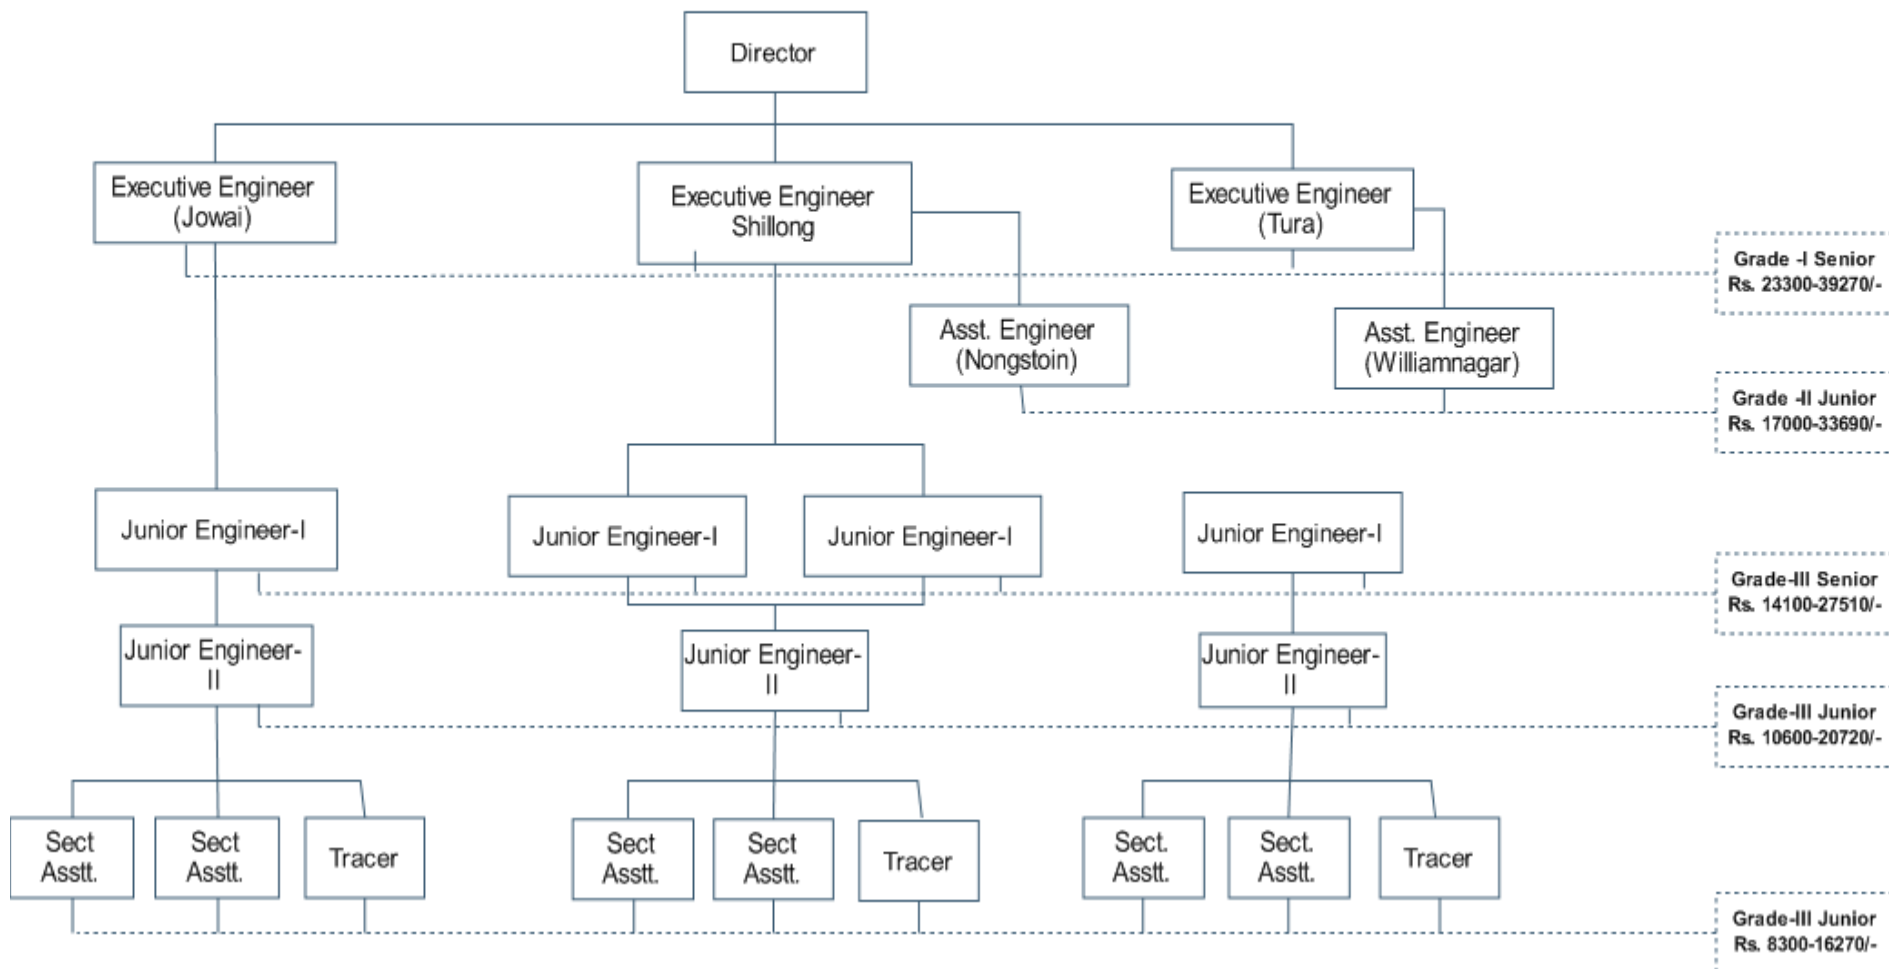 Director
Executive Engineer
(Jowai)
Executive Engineer
Shillong
Executive Engineer
(Tura)
Grade -I Senior
Rs. 23300-39270/-
Asst. Engineer
(Nongstoin)
Asst. Engineer
(Williamnagar)
Grade -II Junior
Rs. 17000-33690/-
Junior Engineer-I
Junior Engineer-I
Junior Engineer-I
Junior Engineer-I
Grade-III Senior
Rs. 14100-27510/-
Junior Engineer-
II
Junior Engineer-
II
Junior Engineer-
II
Grade-III Junior
Rs. 10600-20720/-
Sect
Asstt.
Sect
Asstt.
Tracer
Sect
Asstt.
Sect
Asstt.
Tracer
Sect.
Asstt.
Sect.
Asstt.
Tracer
Grade-III Junior
Rs. 8300-16270/-